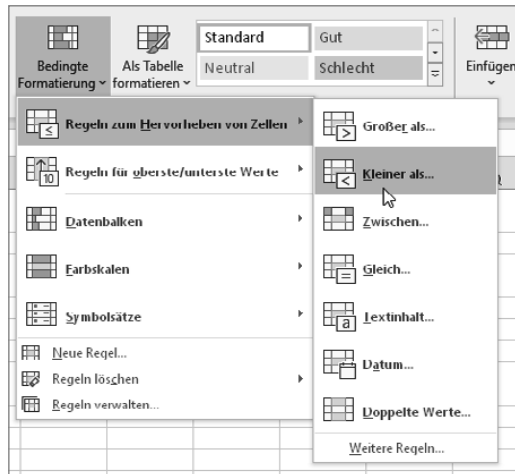 Bedingte
Formatierung
Als Tabelle
formatieren
Standard
Gut
Neutral
Schlecht
Einfügen
Regeln zum Hervorheben von Zellen
Regeln für oberste/unterste Werte
10
Datenbalken
Farbskalen
Symbolsätze
Neue Regel...
Regeln löschen
Regeln verwalten...
Größer als...
Kleiner als...
Zwischen...
Gleich...
a
Textinhalt...
Datum...
Doppelte Werte...
Weitere Regeln...